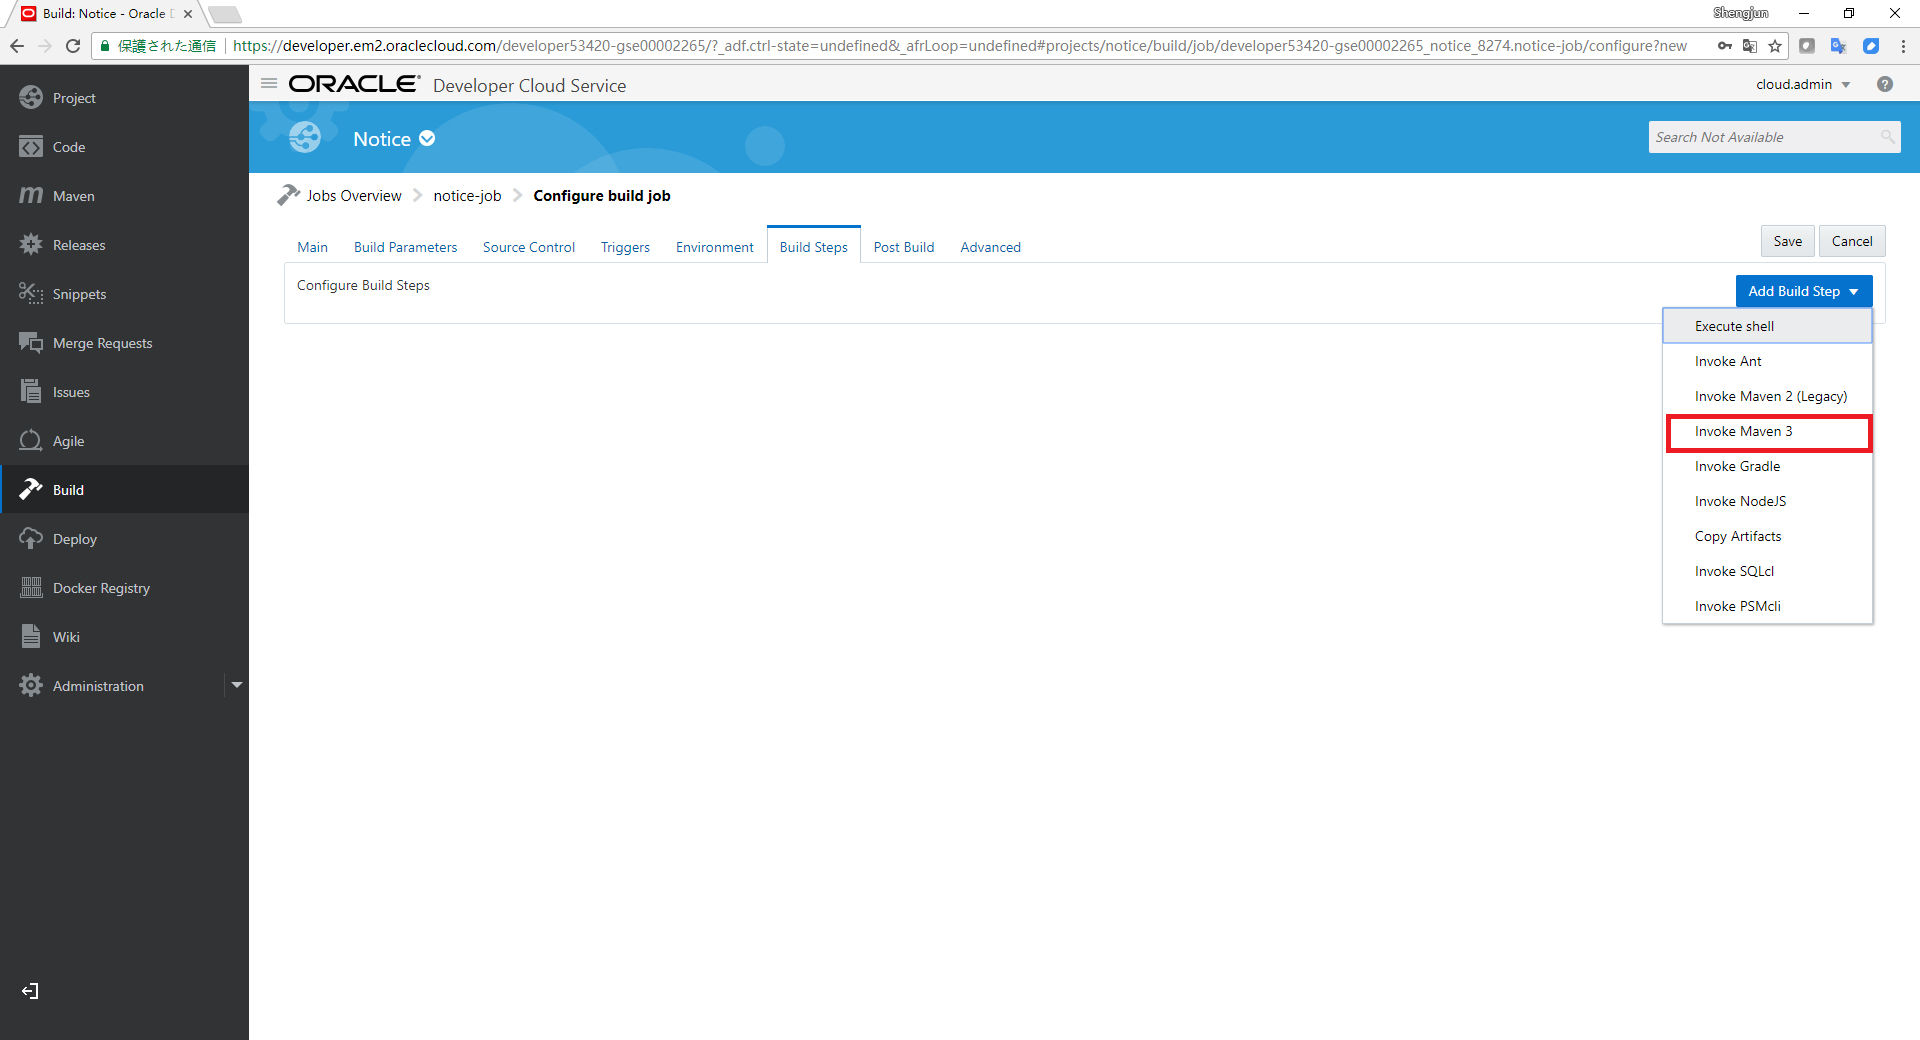 Build: Notice - Oracle D
Shengjun
保護された通信
https://developer.em2.oraclecloud.com/developer53420-gse00002265/?_adf.ctrl-state=undefined&_afrLoop=undefined#projects/notice/build/job/developer53420-gse00002265_notice_8274.notice-job/configure?new
ORACLE Developer Cloud Service
cloud.admin
Notice
Search Not Available
Project
Code
Maven
Releases
Snippets
Merge Requests
Issues
Agile
Build
Deploy
Docker Registry
Wiki
Administration
Jobs Overview notice-job Configure build job
Main Build Parameters Source Control Triggers Environment Build Steps Post Build Advanced
Save Cancel
Configure Build Steps
Add Build Step
Execute shell
Invoke Ant
Invoke Maven 2 (Legacy)
Invoke Maven 3
Invoke Gradle
Invoke NodeJS
Copy Artifacts
Invoke SQLcl
Invoke PSMcli